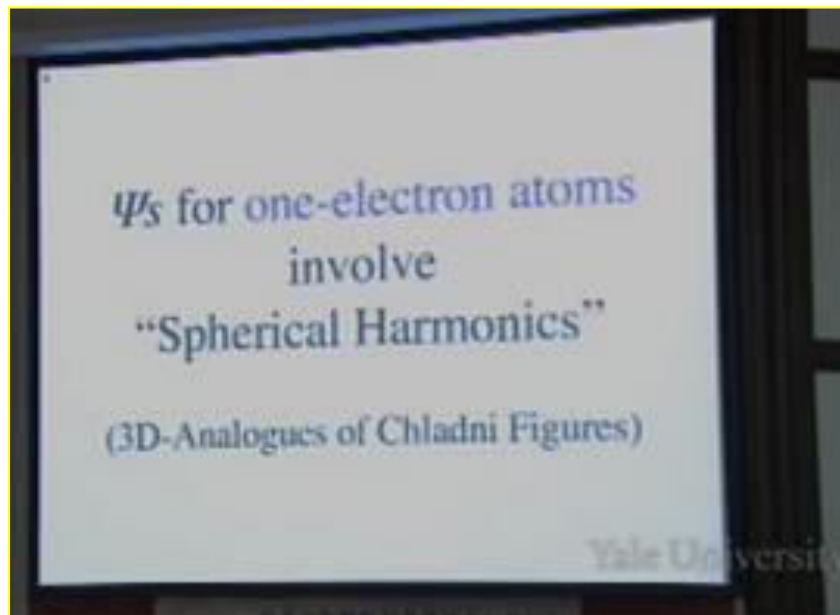 Ψs for one-electron atoms
involve
“Spherical Harmonics”
(3D-Analogues of Chladni Figures)
Yale University